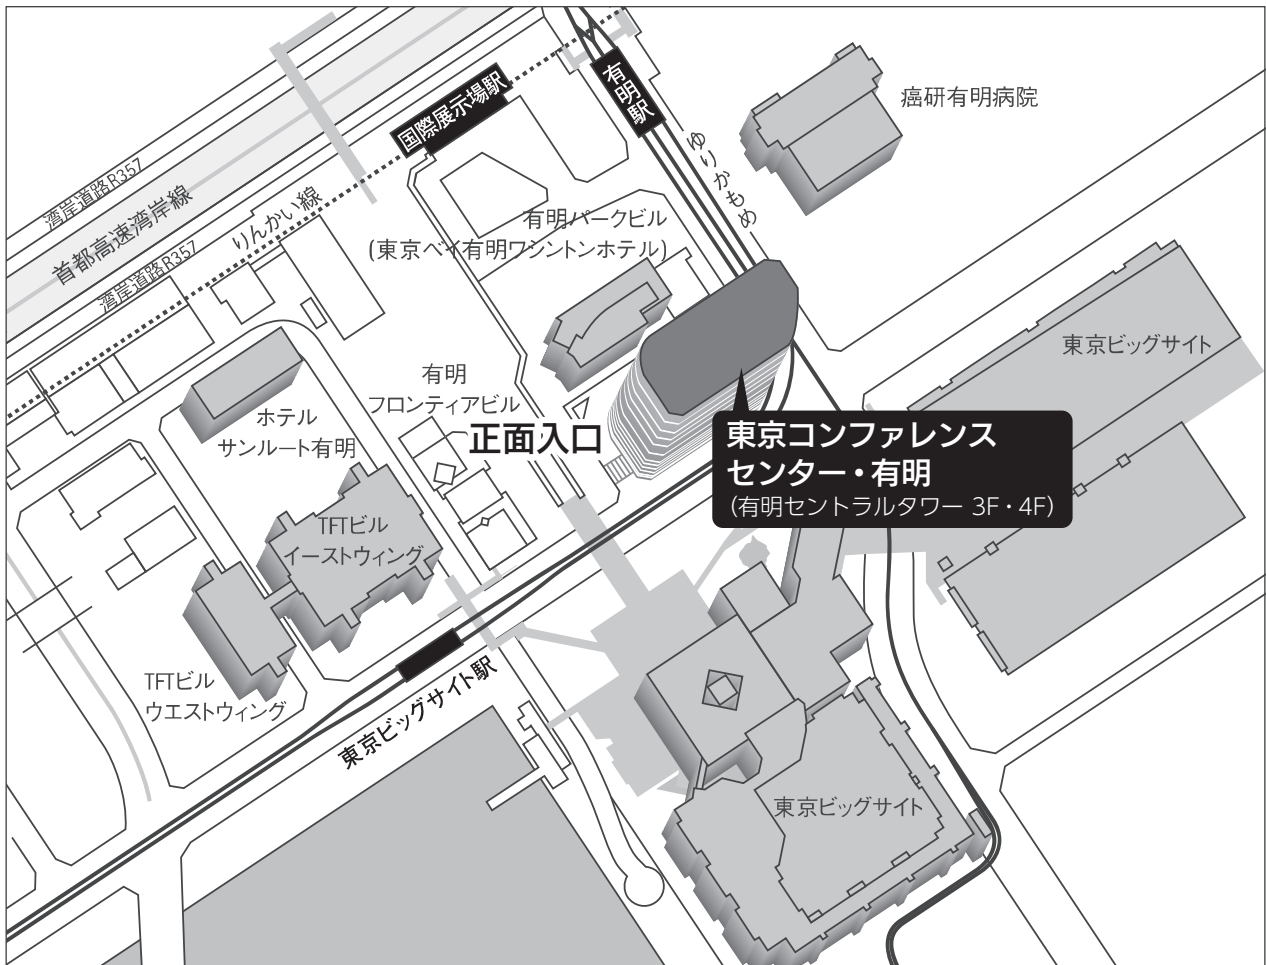 有明駅
国際展示場駅
癌研有明病院
ゆりかもめ
湾岸道路R357
首都高速湾岸線
湾岸道路R357
りんかい線
有明パークビル
(東京ベイ有明ワシントンホテル)
東京ビッグサイト
有明
フロンティアビル
ホテル
サンルート有明
正面入口
東京コンファレンス
センター・有明
(有明セントラルタワー 3F・4F)
TFTビル
イーストウィング
TFTビル
ウエストウィング
東京ビッグサイト駅
東京ビッグサイト